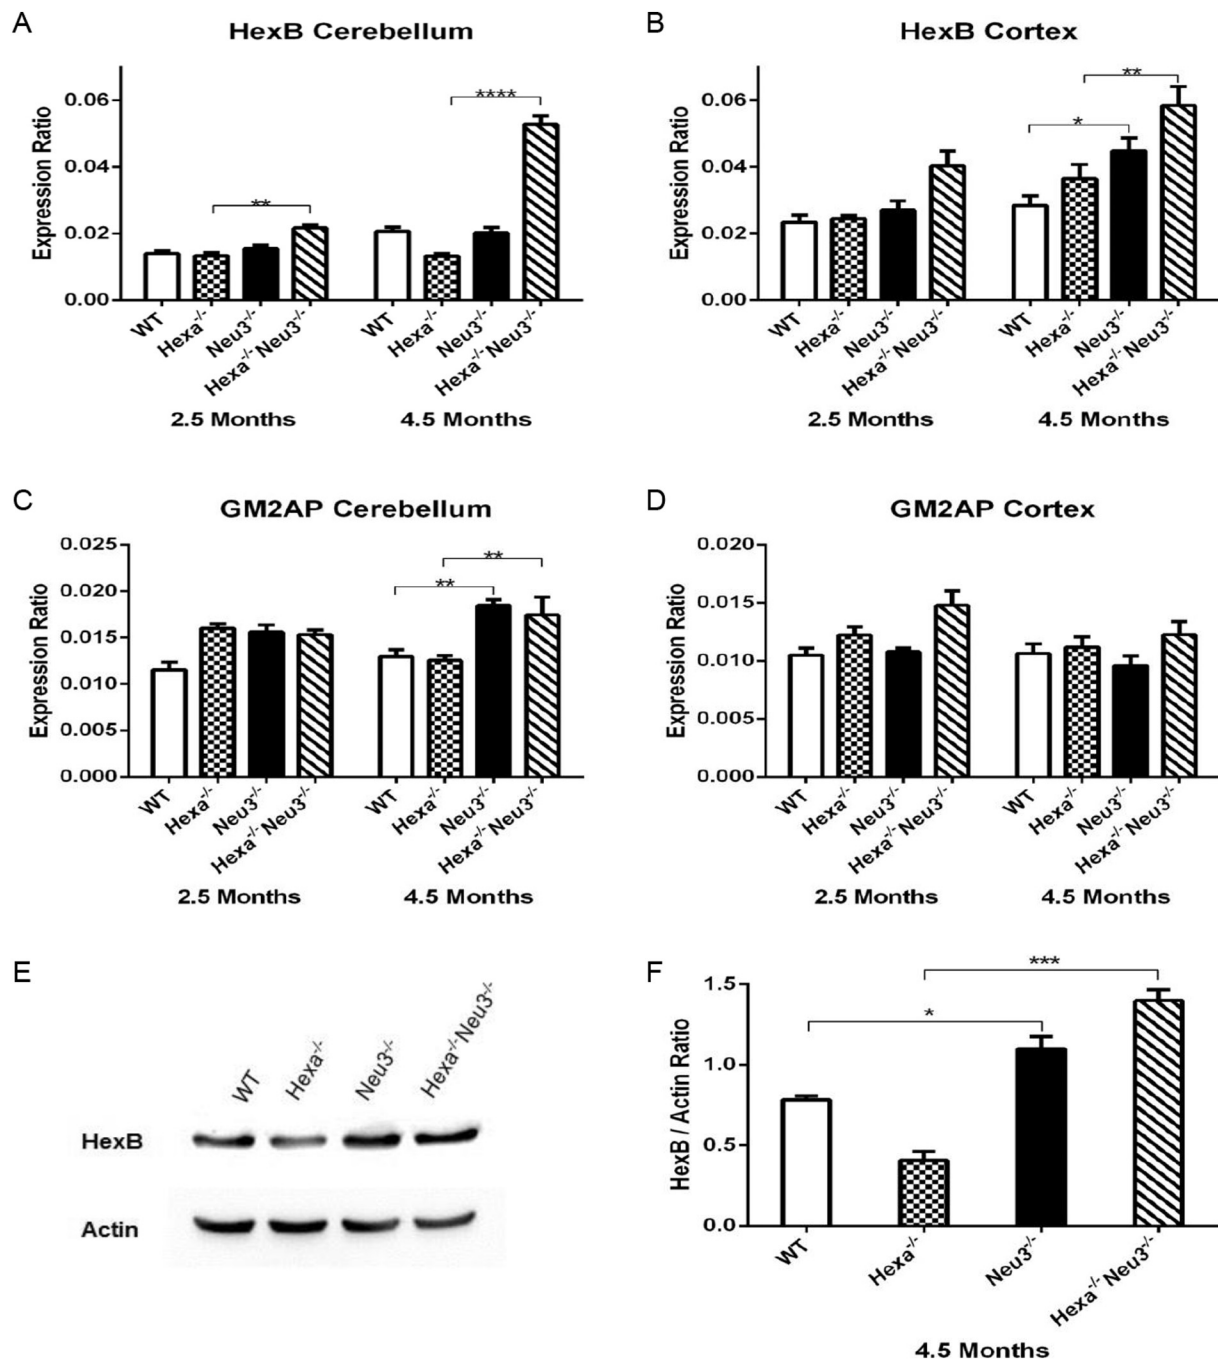 A
HexB Cerebellum
Expression Ratio
0.06
0.04
0.02
0.00
**
****
WT
Hexa-/-
Neu3-/-
Hexa-/-Neu3-/-
WT
Hexa-/-
Neu3-/-
Hexa-/-Neu3-/-
2.5 Months
4.5 Months
B
HexB Cortex
Expression Ratio
0.06
0.04
0.02
0.00
*
**
WT
Hexa-/-
Neu3-/-
Hexa-/-Neu3-/-
WT
Hexa-/-
Neu3-/-
Hexa-/-Neu3-/-
2.5 Months
4.5 Months
C
GM2AP Cerebellum
Expression Ratio
0.025
0.020
0.015
0.010
0.005
0.000
**
**
WT
Hexa-/-
Neu3-/-
Hexa-/-Neu3-/-
WT
Hexa-/-
Neu3-/-
Hexa-/-Neu3-/-
2.5 Months
4.5 Months
D
GM2AP Cortex
Expression Ratio
0.020
0.015
0.010
0.005
0.000
WT
Hexa-/-
Neu3-/-
Hexa-/-Neu3-/-
WT
Hexa-/-
Neu3-/-
Hexa-/-Neu3-/-
2.5 Months
4.5 Months
E
WT
Hexa-/-
Neu3-/-
Hexa-/-Neu3-/-
HexB
Actin
F
HexB / Actin Ratio
1.5
1.0
0.5
0.0
*
***
WT
Hexa-/-
Neu3-/-
Hexa-/-Neu3-/-
4.5 Months